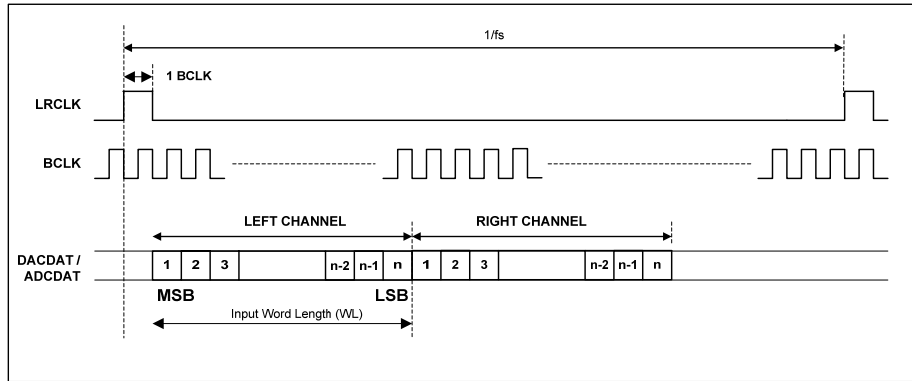 1/fs
1 BCLK
LRCLK
BCLK
LEFT CHANNEL RIGHT CHANNEL
DACDAT /
ADCDAT
1 2 3 n-2 n-1 n 1 2 3 n-2 n-1 n
MSB LSB
Input Word Length (WL)